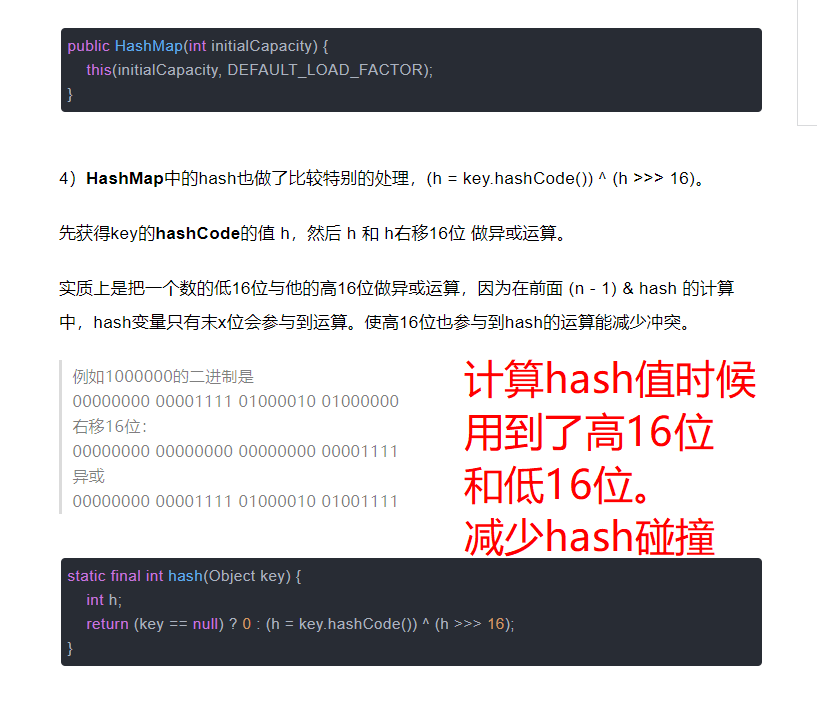 public HashMap(int initialCapacity) {
this(initialCapacity, DEFAULT_LOAD_FACTOR);
}
4）HashMap中的hash也做了比较特别的处理，(h = key.hashCode()) ^ (h >>> 16)。
先获得key的hashCode的值 h，然后 h 和 h右移16位 做异或运算。
实质上是把一个数的低16位与他的高16位做异或运算，因为在前面 (n - 1) & hash 的计算
中，hash变量只有末x位会参与到运算。使高16位也参与到hash的运算能减少冲突。
例如1000000的二进制是
00000000 00001111 01000010 01000000
右移16位：
00000000 00000000 00000000 00001111
异或
00000000 00001111 01000010 01001111
计算hash值时候
用到了高16位
和低16位。
减少hash碰撞
static final int hash(Object key) {
int h;
return (key == null) ? 0 : (h = key.hashCode()) ^ (h >>> 16);
}